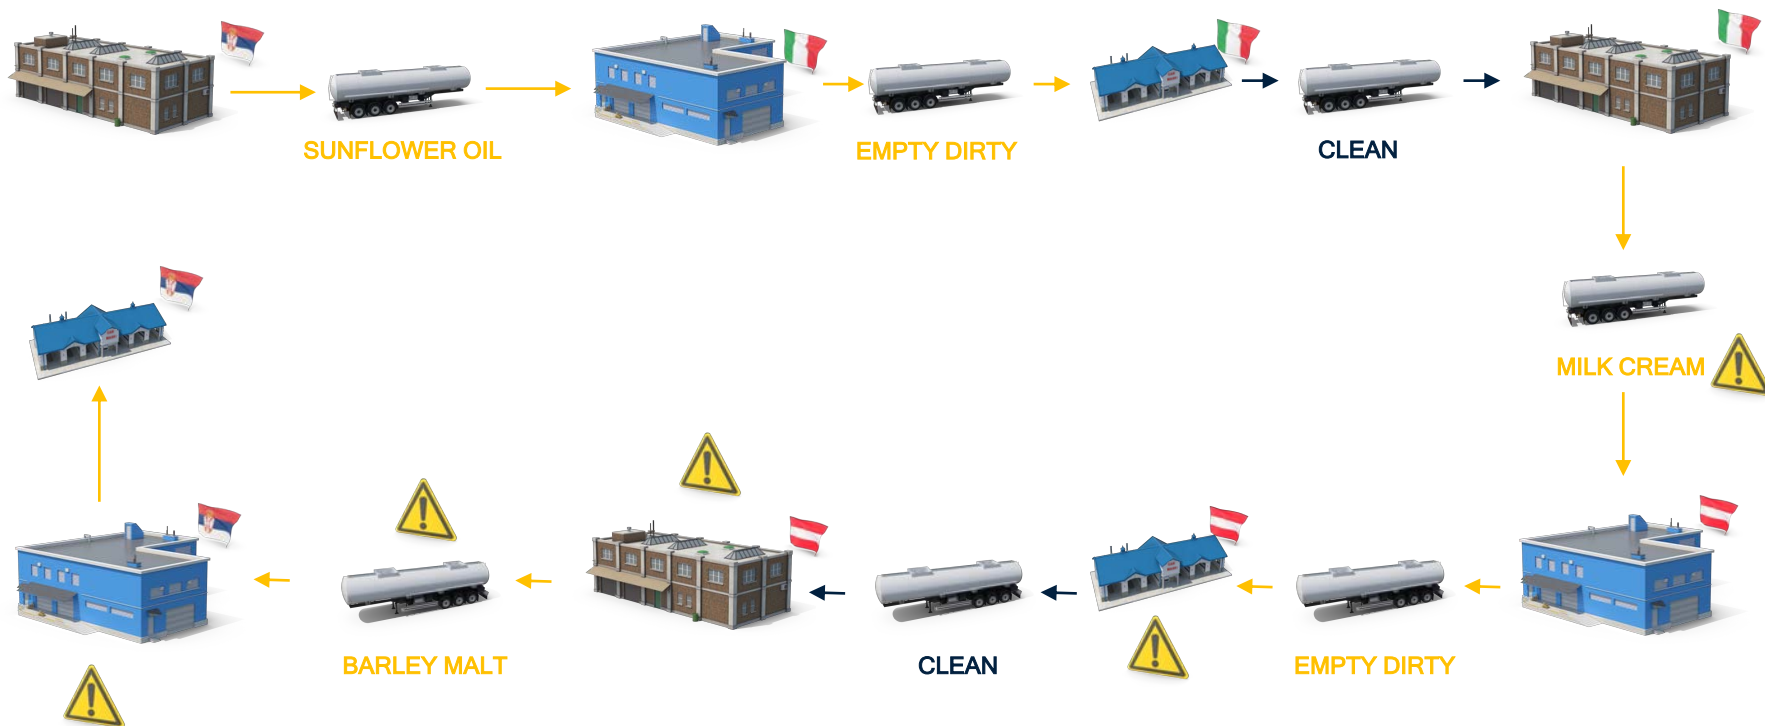 SUNFLOWER OIL
EMPTY DIRTY
CLEAN
MILK CREAM
BARLEY MALT
CLEAN
EMPTY DIRTY